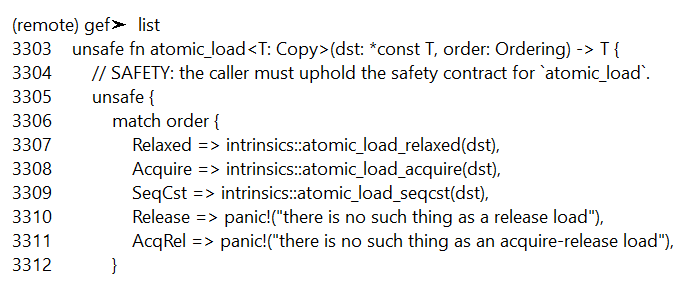 (remote) gef➤ list
3303 unsafe fn atomic_load<T: Copy>(dst: *const T, order: Ordering) -> T {
3304 // SAFETY: the caller must uphold the safety contract for `atomic_load`.
3305 unsafe {
3306 match order {
3307 Relaxed => intrinsics::atomic_load_relaxed(dst),
3308 Acquire => intrinsics::atomic_load_acquire(dst),
3309 SeqCst => intrinsics::atomic_load_seqcst(dst),
3310 Release => panic!("there is no such thing as a release load"),
3311 AcqRel => panic!("there is no such thing as an acquire-release load"),
3312 }